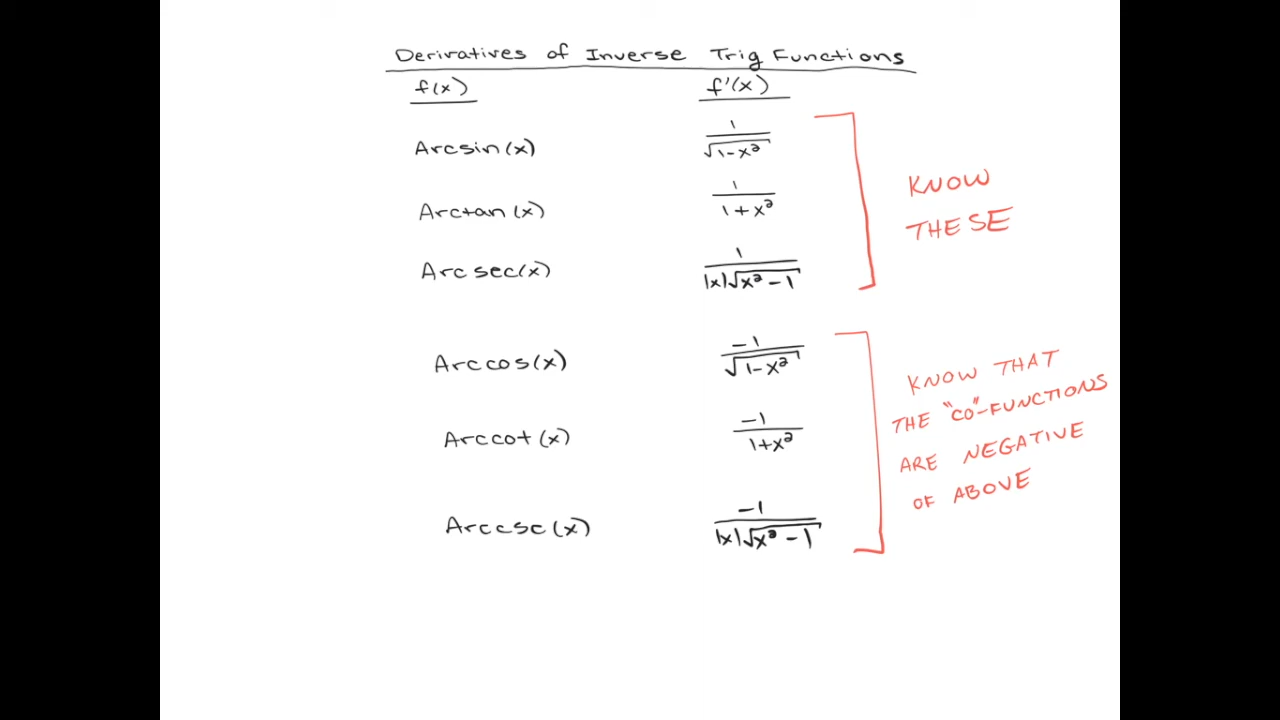 Derivatives of Inverse Trig Functions
f(x) f'(x)
Arcsin(x) 1/√(1-x²)
Arctan(x) 1/(1+x²)
Arcsec(x) 1/(|x|√(x²-1))
KNOW
THESE
Arccos(x) -1/√(1-x²)
Arccot(x) -1/(1+x²)
Arccsc(x) -1/(|x|√(x²-1))
KNOW THAT
THE "CO"-FUNCTIONS
ARE NEGATIVE
OF ABOVE